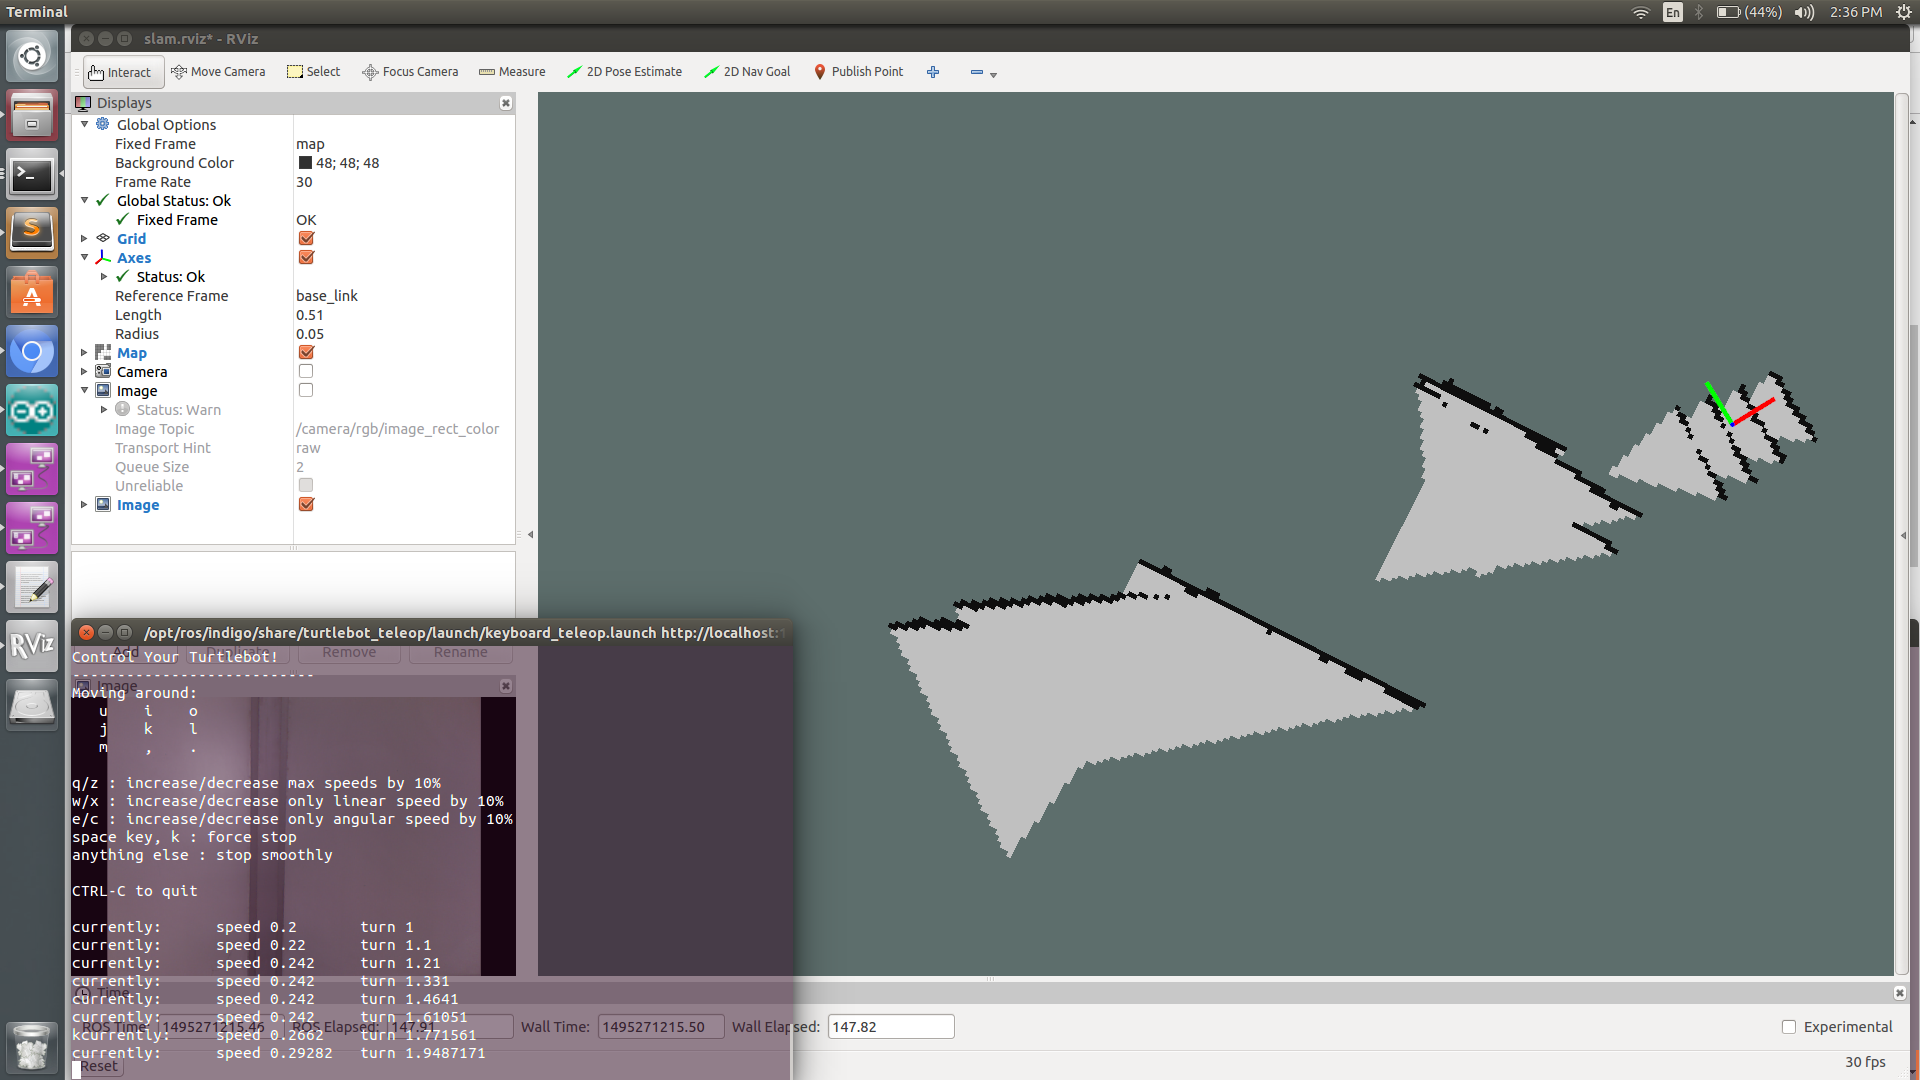 Terminal
En
(44%)
2:36 PM
slam.rviz* - RViz
Interact
Move Camera
Select
Focus Camera
Measure
2D Pose Estimate
2D Nav Goal
Publish Point
Displays
Global Options
Fixed Frame map
Background Color 48; 48; 48
Frame Rate 30
Global Status: Ok
Fixed Frame OK
Grid
Axes
Status: Ok
Reference Frame base_link
Length 0.51
Radius 0.05
Map
Camera
Image
Status: Warn
Image Topic /camera/rgb/image_rect_color
Transport Hint raw
Queue Size 2
Unreliable
Image
/opt/ros/indigo/share/turtlebot_teleop/launch/keyboard_teleop.launch http://localhost:1
Add Duplicate Remove Rename
Control Your Turtlebot!
---------------------------
Image
Moving around:
u i o
j k l
m , .
q/z : increase/decrease max speeds by 10%
w/x : increase/decrease only linear speed by 10%
e/c : increase/decrease only angular speed by 10%
space key, k : force stop
anything else : stop smoothly
CTRL-C to quit
currently: speed 0.2 turn 1
currently: speed 0.22 turn 1.1
currently: speed 0.242 turn 1.21
currently: speed 0.242 turn 1.331
currently: speed 0.242 turn 1.4641
currently: speed 0.242 turn 1.61051
kcurrently: speed 0.2662 turn 1.771561
currently: speed 0.29282 turn 1.9487171
Time
ROS Time: 1495271215.46 ROS Elapsed: 147.91 Wall Time: 1495271215.50 Wall Elapsed: 147.82 Experimental
Reset
30 fps
RViz